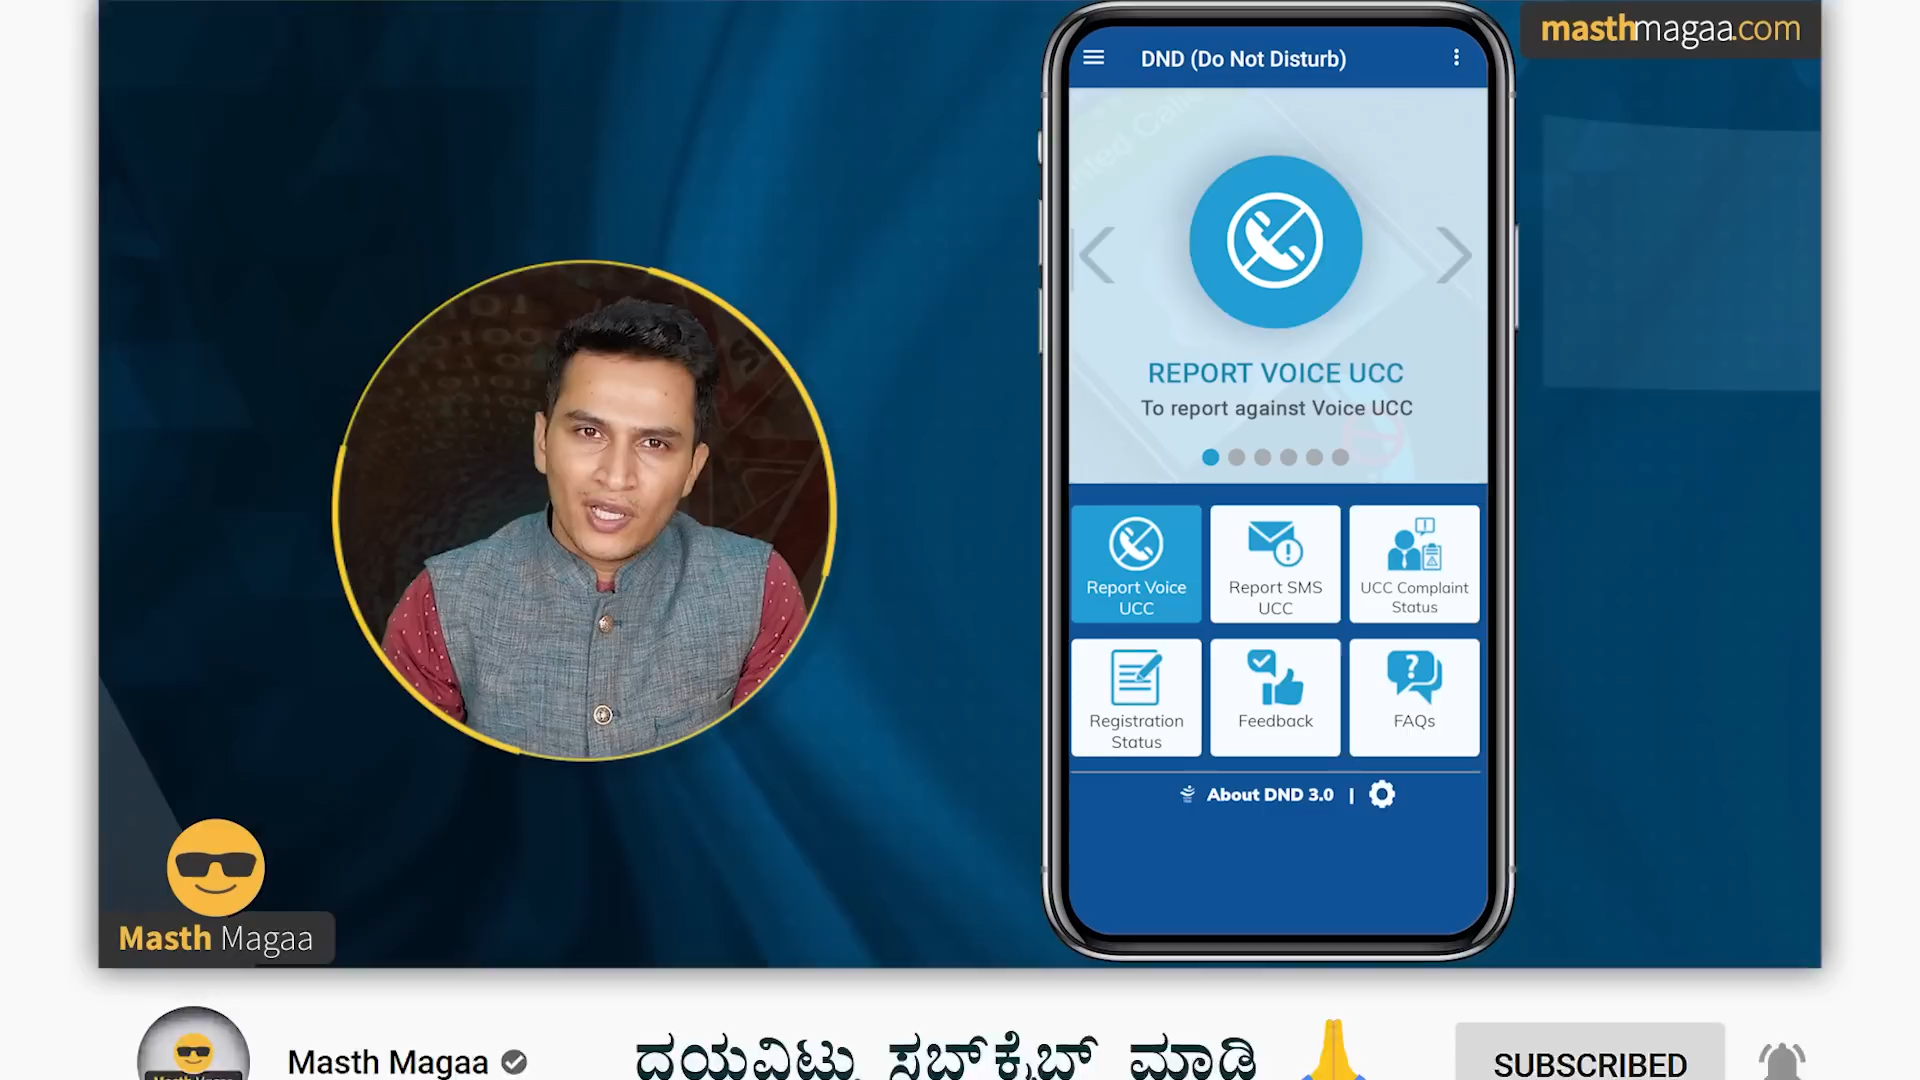 masthmagaa.com
DND (Do Not Disturb)
REPORT VOICE UCC
To report against Voice UCC
Report Voice UCC
Report SMS UCC
UCC Complaint Status
Registration Status
Feedback
FAQs
About DND 3.0 |
Masth Magaa
Masth Magaa
ದಯವಿಟ್ಟು ಸಬ್‌ಸ್ಕ್ರೈಬ್ ಮಾಡಿ
SUBSCRIBED